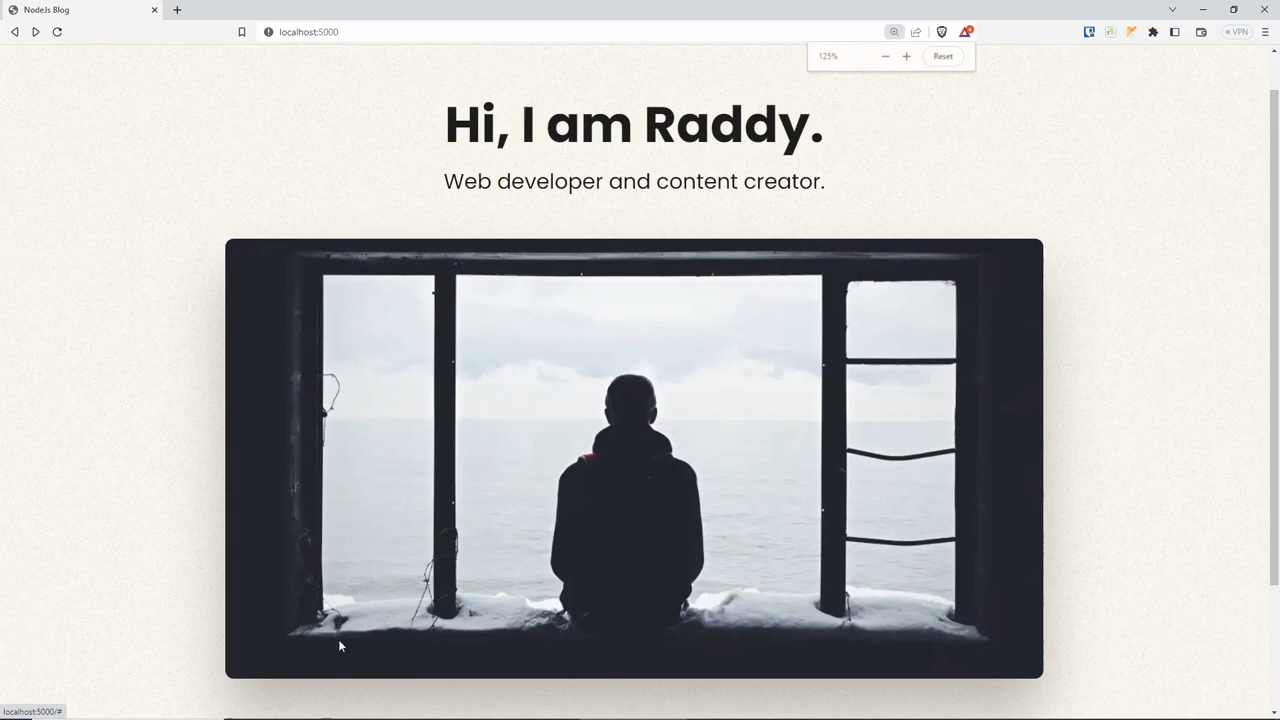 NodeJs Blog
localhost:5000
VPN
125%
Reset
Hi, I am Raddy.
Web developer and content creator.
localhost:5000/#